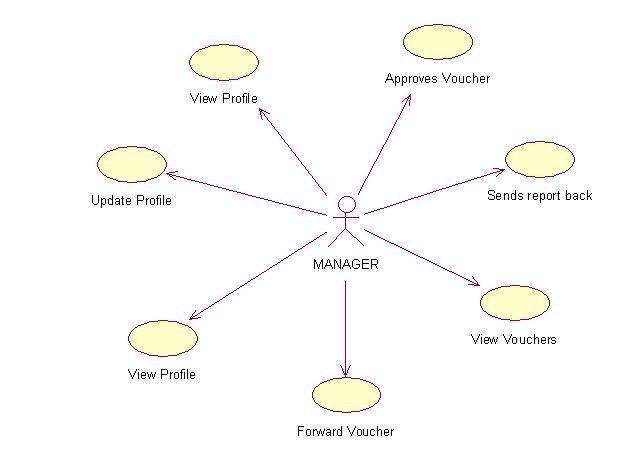 Approves Voucher
View Profile
Update Profile
Sends report back
MANAGER
View Vouchers
View Profile
Forward Voucher